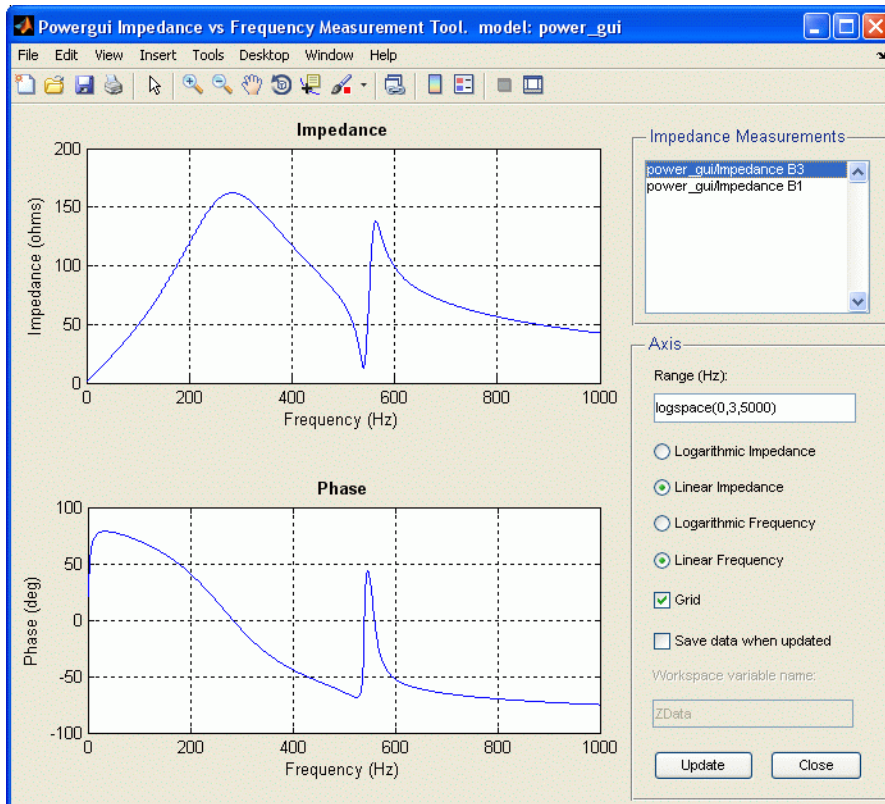 Powergui Impedance vs Frequency Measurement Tool. model: power_gui
File Edit View Insert Tools Desktop Window Help
Impedance
200
150
100
50
0
Impedance (ohms)
0 200 400 600 800 1000
Frequency (Hz)
Phase
100
50
0
-50
-100
Phase (deg)
0 200 400 600 800 1000
Frequency (Hz)
Impedance Measurements
power_gui/Impedance B3
power_gui/Impedance B1
Axis
Range (Hz):
logspace(0,3,5000)
Logarithmic Impedance
Linear Impedance
Logarithmic Frequency
Linear Frequency
Grid
Save data when updated
Workspace variable name:
ZData
Update Close